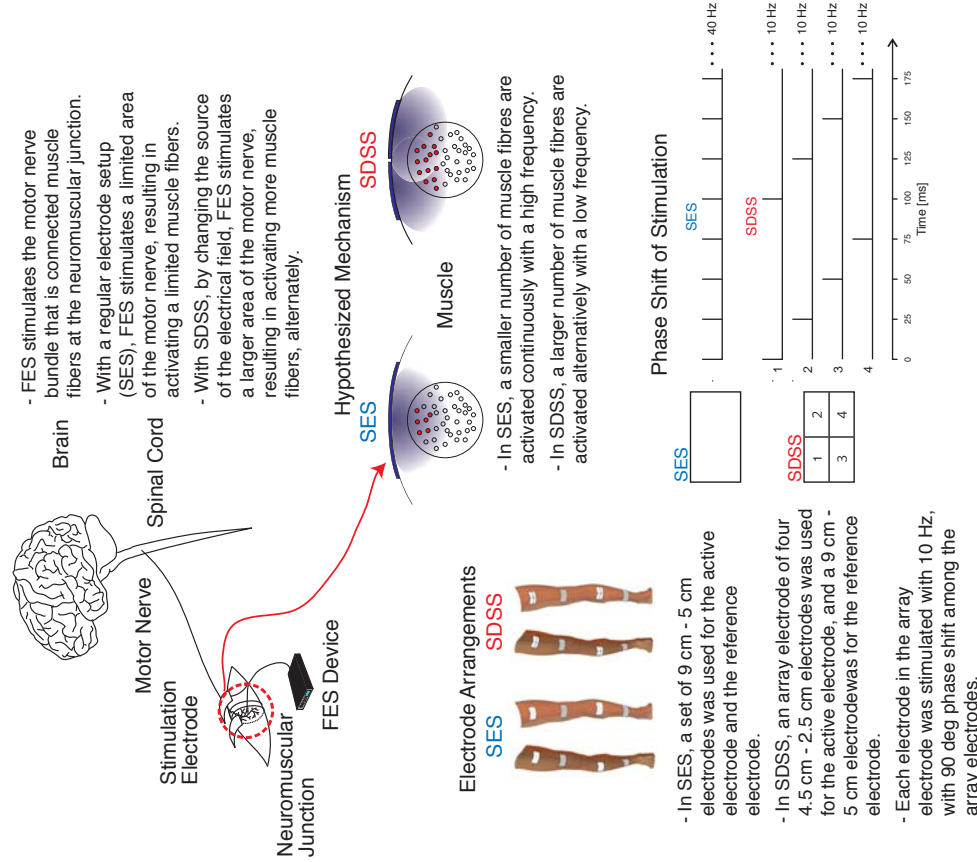 Brain
Spinal Cord
Motor Nerve
Stimulation
Electrode
Neuromuscular
Junction
FES Device
- FES stimulates the motor nerve
bundle that is connected muscle
fibers at the neuromuscular junction.
- With a regular electrode setup
(SES), FES stimulates a limited area
of the motor nerve, resulting in
activating a limited muscle fibers.
- With SDSS, by changing the source
of the electrical field, FES stimulates
a larger area of the motor nerve,
resulting in activating more muscle
fibers, alternately.
Hypothesized Mechanism
SES
SDSS
Muscle
- In SES, a smaller number of muscle fibres are
activated continuously with a high frequency.
- In SDSS, a larger number of muscle fibres are
activated alternatively with a low frequency.
Electrode Arrangements
SES
SDSS
- In SES, a set of 9 cm - 5 cm
electrodes was used for the active
electrode and the reference
electrode.
- In SDSS, an array electrode of four
4.5 cm - 2.5 cm electrodes was used
for the active electrode, and a 9 cm -
5 cm electrodewas for the reference
electrode.
- Each electrode in the array
electrode was stimulated with 10 Hz,
with 90 deg phase shift among the
array electrodes.
Phase Shift of Stimulation
SES
SES
• • • 40 Hz
SDSS
1 2
3 4
SDSS
1 • • • 10 Hz
2 • • • 10 Hz
3 • • • 10 Hz
4 • • • 10 Hz
0 25 50 75 100 125 150 175
Time [ms]